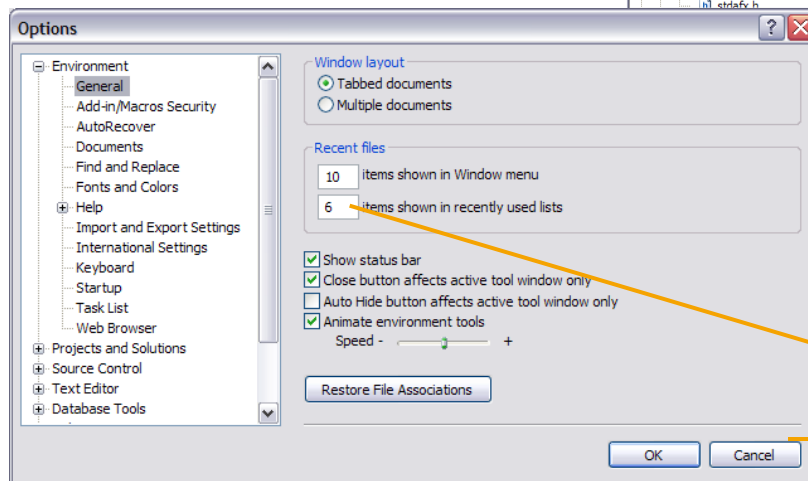 stdafx.h
Options
Environment
General
Add-in/Macros Security
AutoRecover
Documents
Find and Replace
Fonts and Colors
Help
Import and Export Settings
International Settings
Keyboard
Startup
Task List
Web Browser
Projects and Solutions
Source Control
Text Editor
Database Tools
Window layout
Tabbed documents
Multiple documents
Recent files
10 items shown in Window menu
6 items shown in recently used lists
Show status bar
Close button affects active tool window only
Auto Hide button affects active tool window only
Animate environment tools
Speed - +
Restore File Associations
OK Cancel